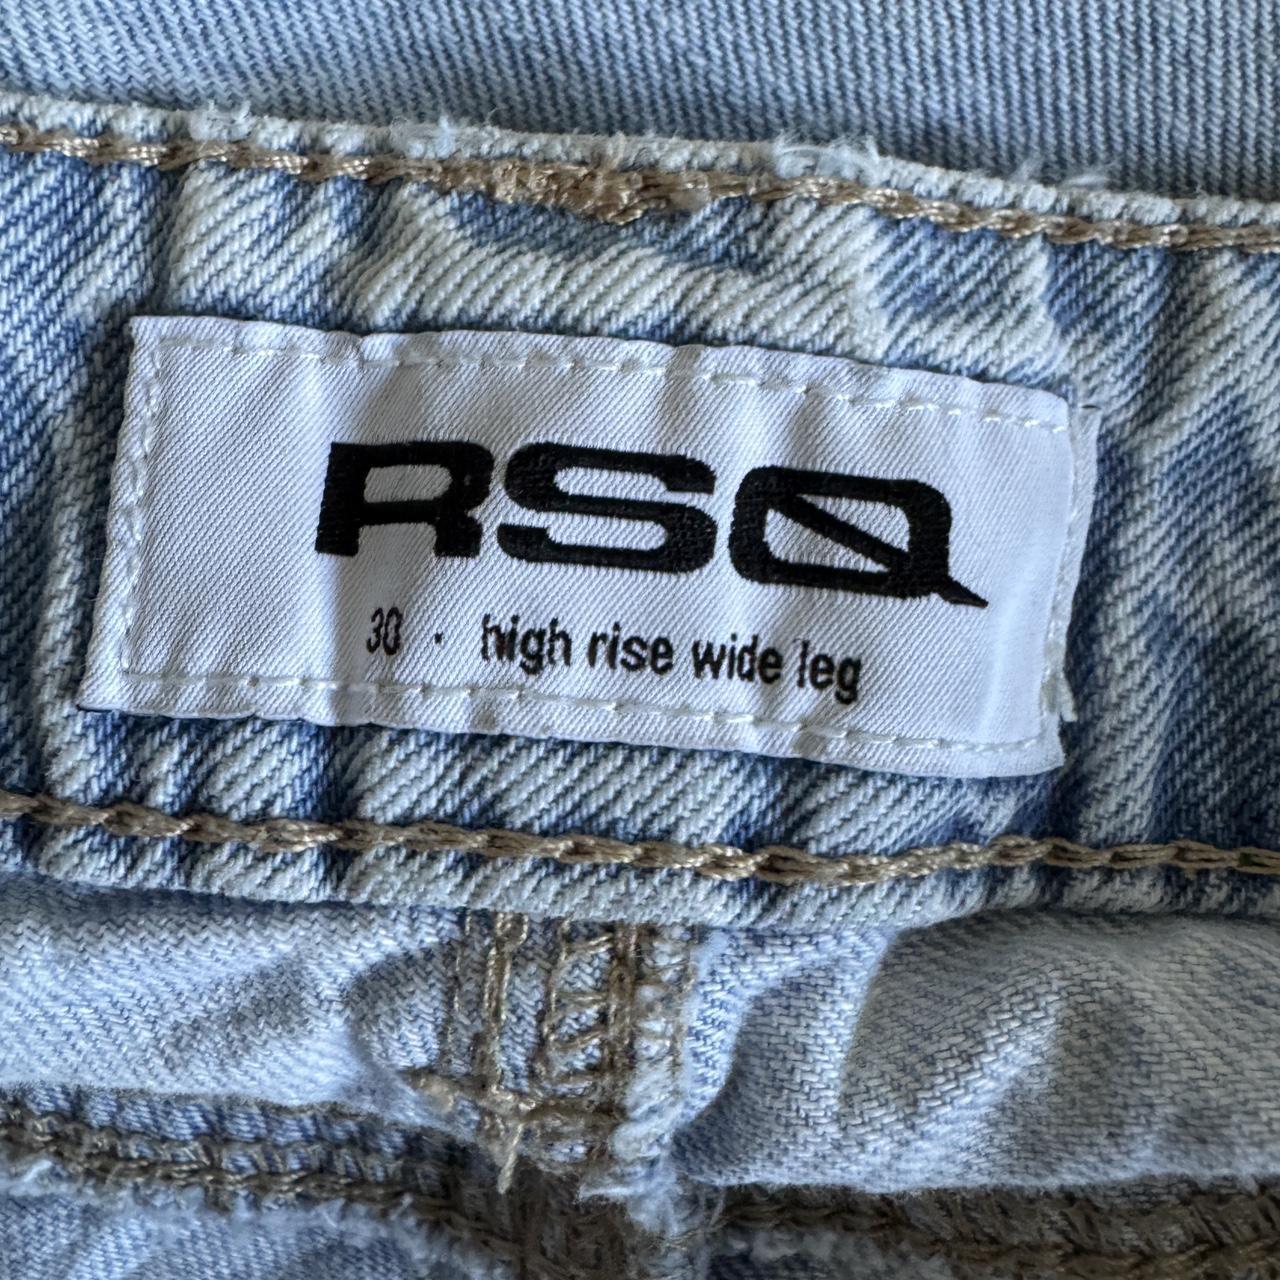 RSQ
30 · high rise wide leg